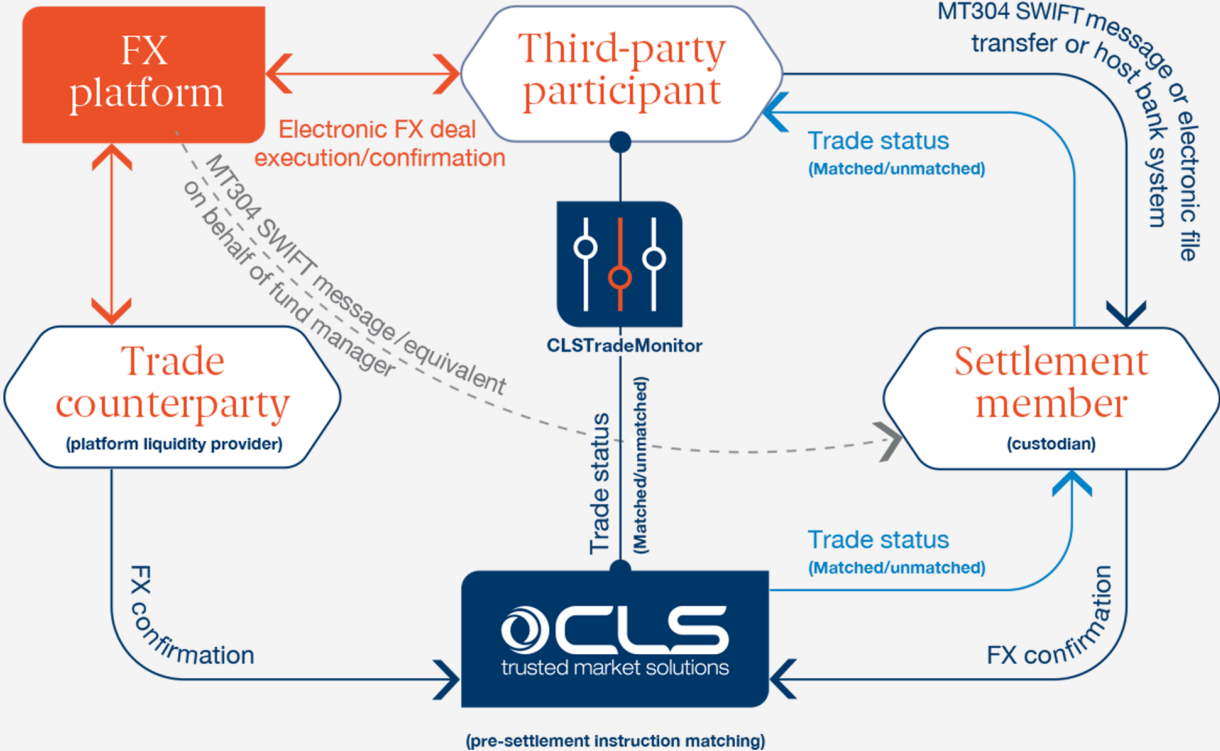 FX
platform
Third-party
participant
MT304 SWIFT message or electronic file
transfer or host bank system
Electronic FX deal
execution/confirmation
Trade status
(Matched/unmatched)
MT304 SWIFT message/equivalent
on behalf of fund manager
CLSTradeMonitor
Trade
counterparty
(platform liquidity provider)
Settlement
member
(custodian)
Trade status
(Matched/unmatched)
Trade status
(Matched/unmatched)
FX confirmation
CLS
trusted market solutions
FX confirmation
(pre-settlement instruction matching)